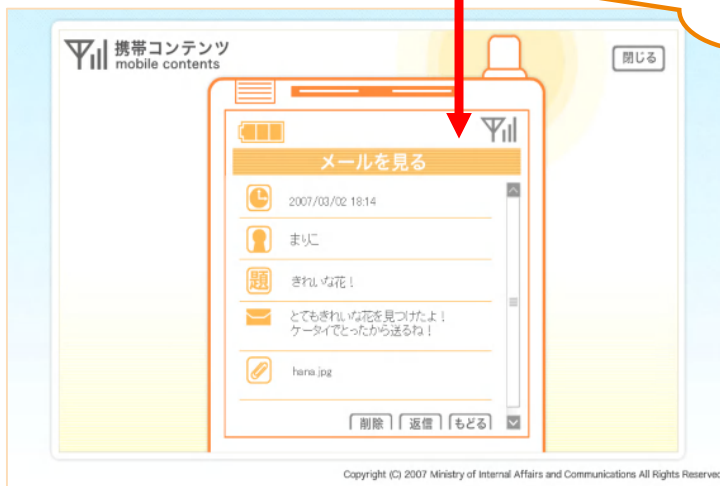 携帯コンテンツ
mobile contents
閉じる
メールを見る
2007/03/02 18:14
まりこ
題
きれいな花！
とてもきれいな花を見つけたよ！
ケータイでとったから送るね！
hana.jpg
削除 返信 もどる
Copyright (C) 2007 Ministry of Internal Affairs and Communications All Rights Reserved